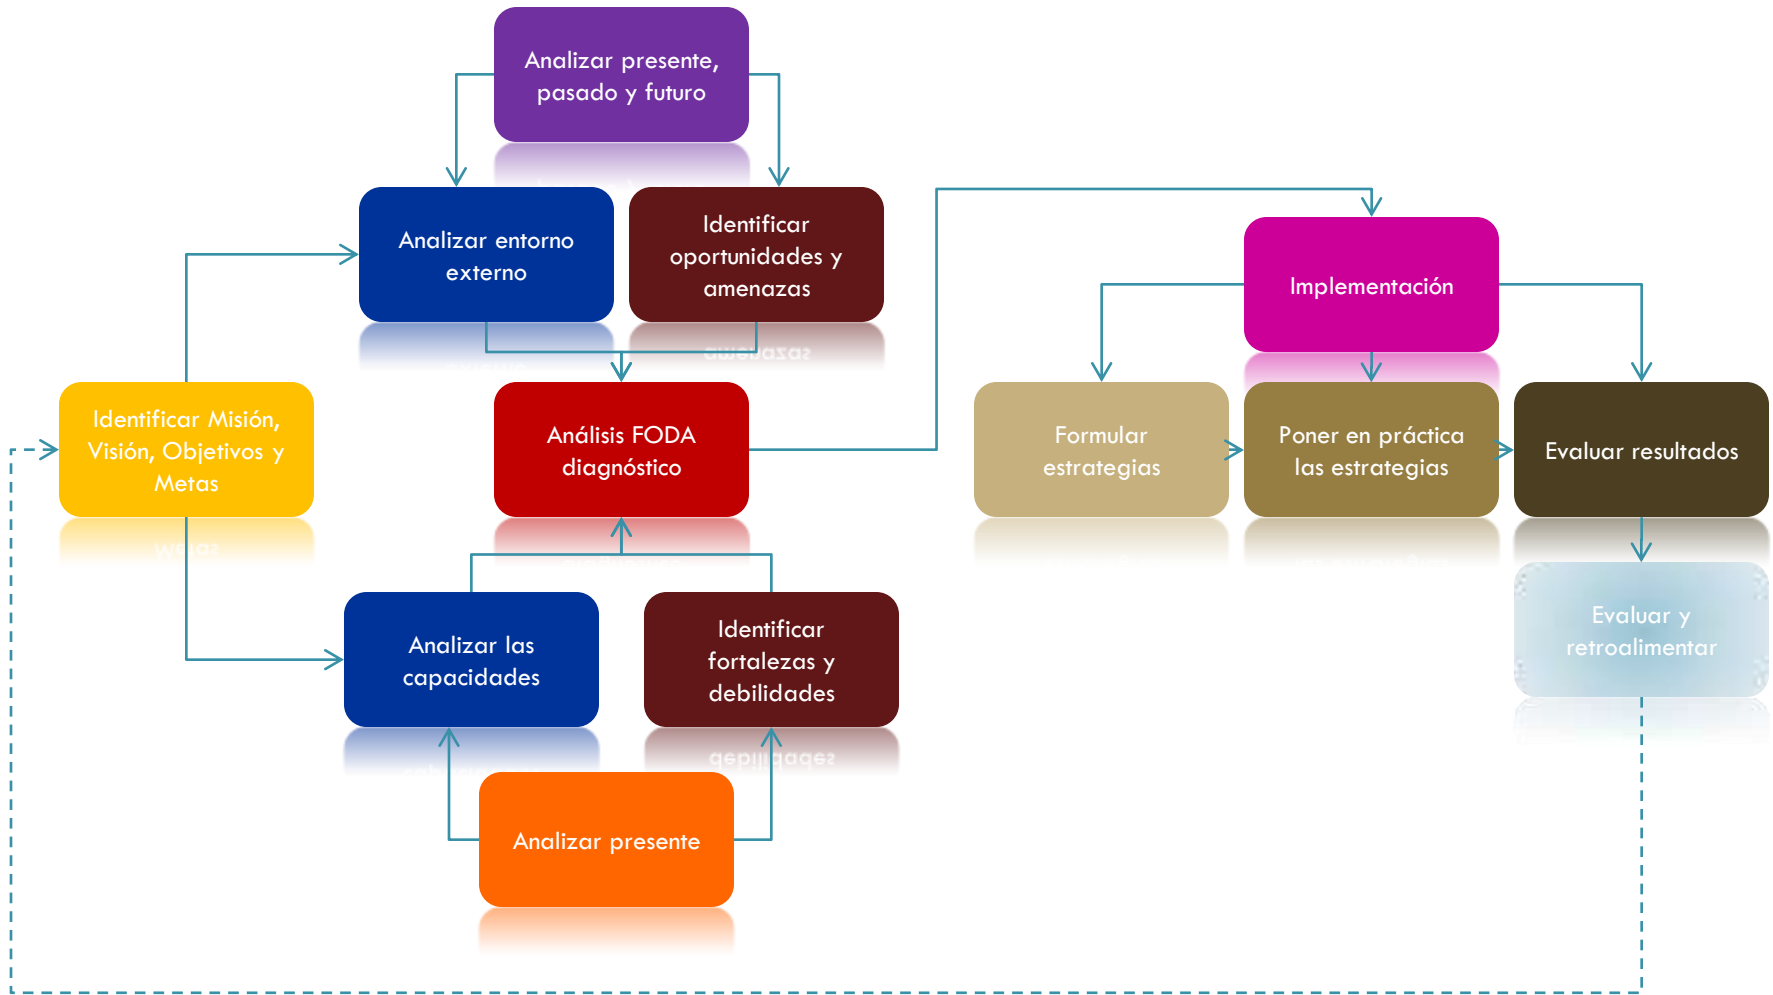 Analizar presente,
pasado y futuro
Analizar entorno
externo
Identificar
oportunidades y
amenazas
Implementación
Identificar Misión,
Visión, Objetivos y
Metas
Análisis FODA
diagnóstico
Formular
estrategias
Poner en práctica
las estrategias
Evaluar resultados
Analizar las
capacidades
Identificar
fortalezas y
debilidades
Evaluar y
retroalimentar
Analizar presente